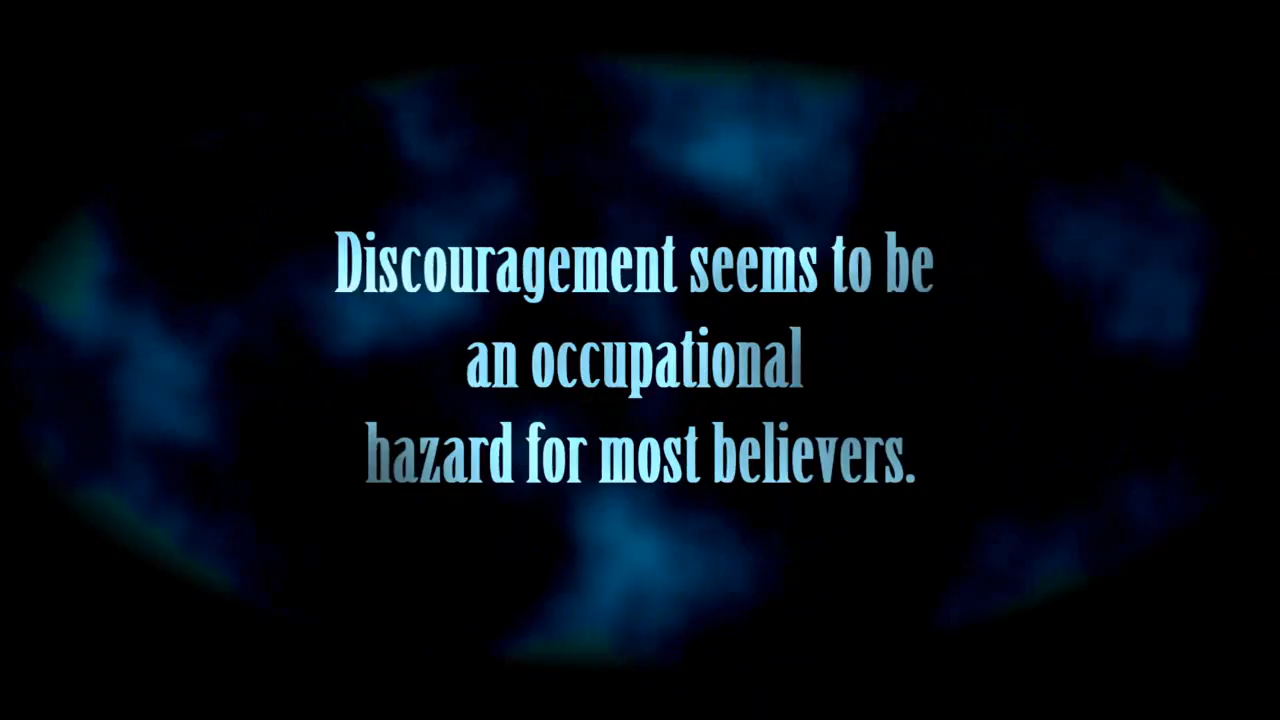 Discouragement seems to be
an occupational
hazard for most believers.